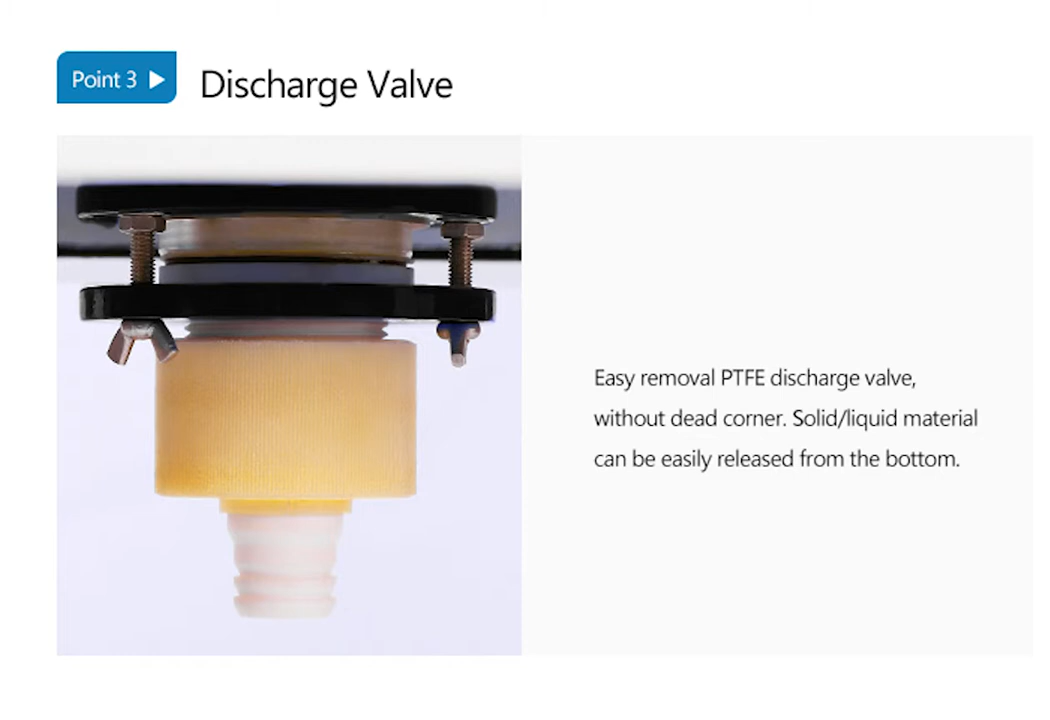 Point 3
Discharge Valve
Easy removal PTFE discharge valve,
without dead corner. Solid/liquid material
can be easily released from the bottom.